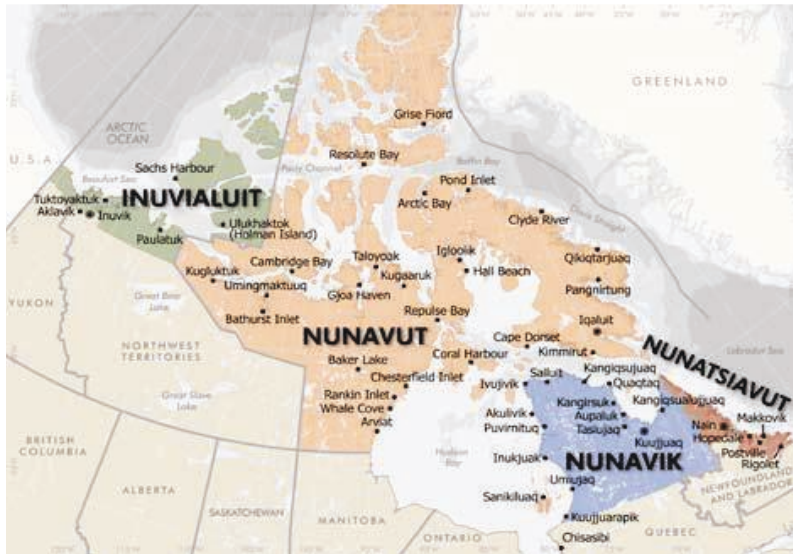 GREENLAND
Grise Fiord
ARCTIC
OCEAN
Resolute Bay
Sachs Harbour
Parry Channel
Baffin Bay
U.S.A.
Beaufort Sea
Pond Inlet
INUVIALUIT
Tuktoyaktuk
Arctic Bay
Aklavik
Inuvik
Clyde River
Davis Strait
Ulukhaktok
(Holman Island)
Paulatuk
Igloolik
Taloyoak
Qikiqtarjuaq
Cambridge Bay
Hall Beach
Kugluktuk
Kugaaruk
Umingmaktuuq
Pangnirtung
Gjoa Haven
Great Bear
Lake
YUKON
Repulse Bay
Bathurst Inlet
Iqaluit
NUNAVUT
NORTHWEST
TERRITORIES
Cape Dorset
NUNATSIAVUT
Labrador Sea
Kimmirut
Baker Lake
Coral Harbour
Kangiqsujuaq
Salluit
Chesterfield Inlet
Ivujivik
Quaqtaq
Great Slave
Lake
Rankin Inlet
Kangirsuk
Kangiqsualujjuaq
Whale Cove
Akulivik
Aupaluk
Makkovik
Arviat
Puvirnituq
Tasiujaq
Nain
Kuujjuaq
Hopedale
BRITISH
COLUMBIA
Hudson
Bay
Inukjuak
NUNAVIK
Postville
Rigolet
Umiujaq
NEWFOUNDLAND
AND LABRADOR
ALBERTA
Sanikiluaq
SASKATCHEWAN
MANITOBA
Kuujjuarapik
ONTARIO
Chisasibi
QUEBEC